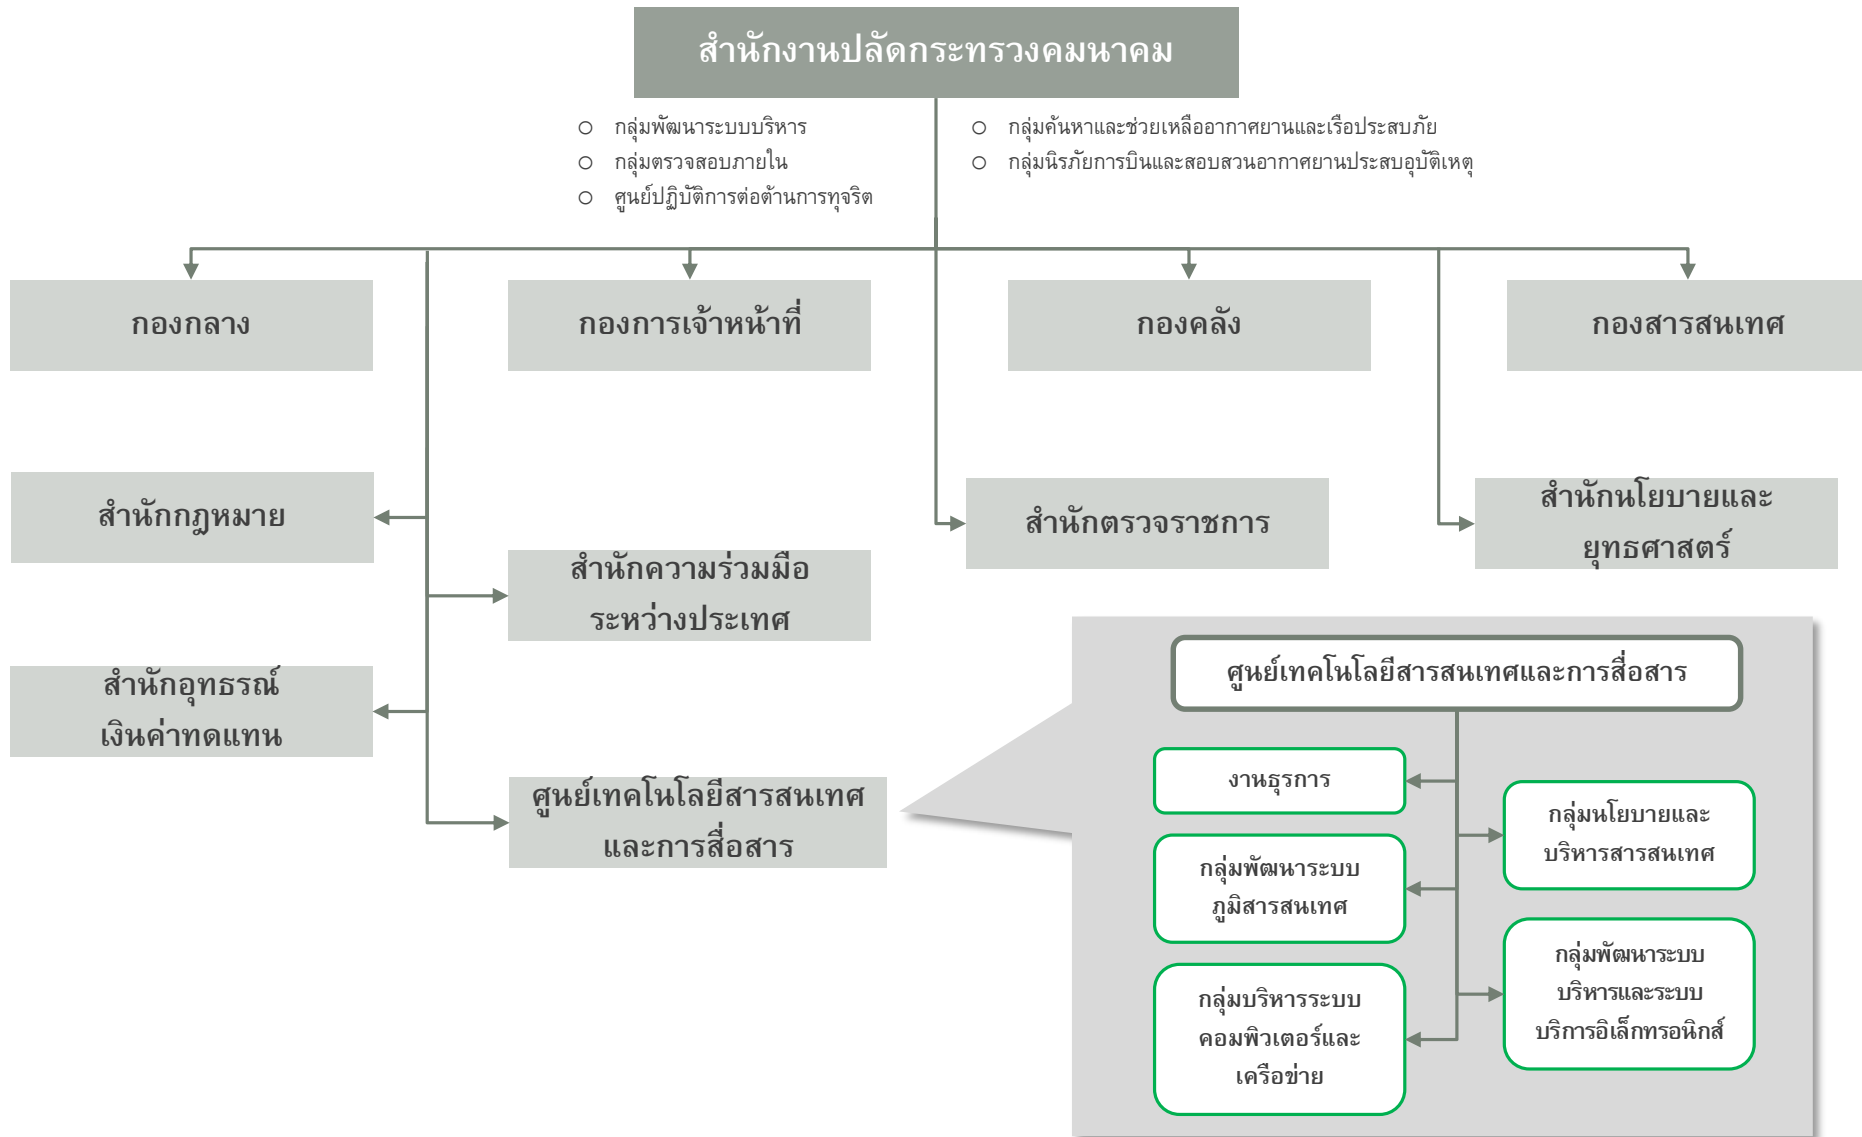 สำนักงานปลัดกระทรวงคมนาคม
กลุ่มพัฒนาระบบบริหาร
กลุ่มตรวจสอบภายใน
ศูนย์ปฏิบัติการต่อต้านการทุจริต
กลุ่มค้นหาและช่วยเหลืออากาศยานและเรือประสบภัย
กลุ่มนิรภัยการบินและสอบสวนอากาศยานประสบอุบัติเหตุ
กองกลาง
กองการเจ้าหน้าที่
กองคลัง
กองสารสนเทศ
สำนักกฎหมาย
สำนักความร่วมมือ
ระหว่างประเทศ
สำนักตรวจราชการ
สำนักนโยบายและ
ยุทธศาสตร์
สำนักอุทธรณ์
เงินค่าทดแทน
ศูนย์เทคโนโลยีสารสนเทศ
และการสื่อสาร
ศูนย์เทคโนโลยีสารสนเทศและการสื่อสาร
งานธุรการ
กลุ่มนโยบายและ
บริหารสารสนเทศ
กลุ่มพัฒนาระบบ
ภูมิสารสนเทศ
กลุ่มพัฒนาระบบ
บริหารและระบบ
บริการอิเล็กทรอนิกส์
กลุ่มบริหารระบบ
คอมพิวเตอร์และ
เครือข่าย